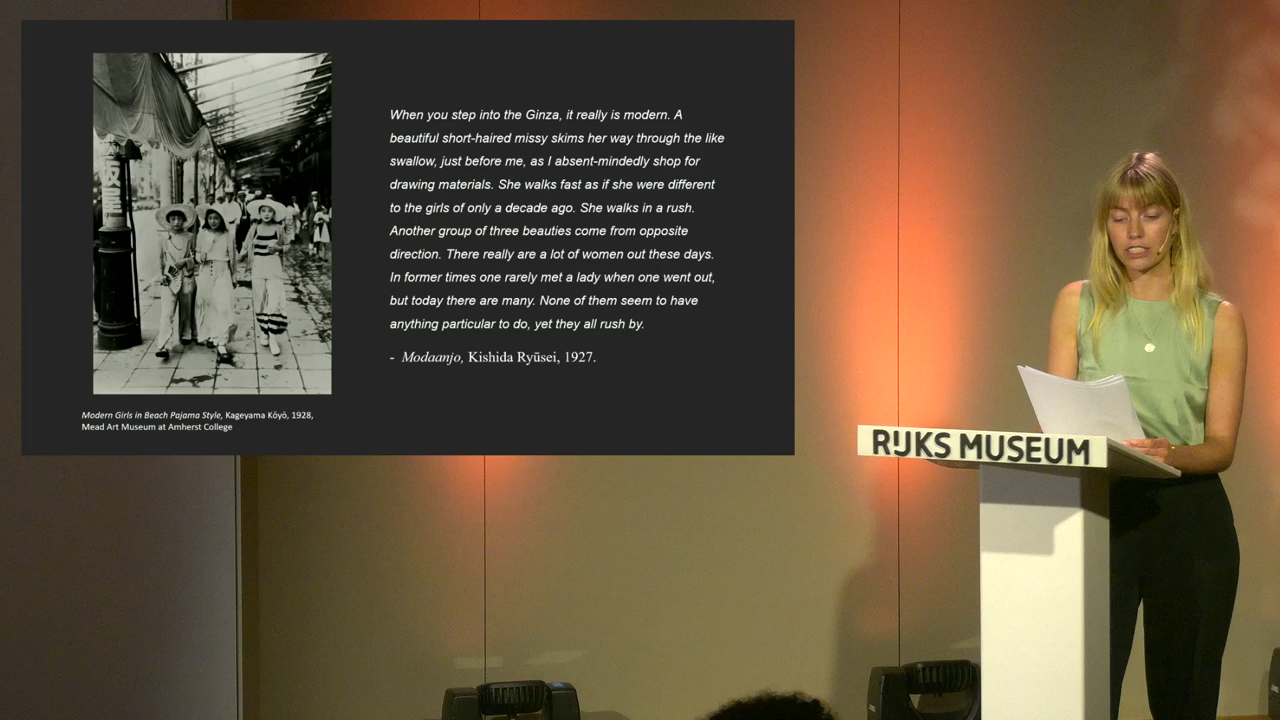 When you step into the Ginza, it really is modern. A
beautiful short-haired missy skims her way through the like
swallow, just before me, as I absent-mindedly shop for
drawing materials. She walks fast as if she were different
to the girls of only a decade ago. She walks in a rush.
Another group of three beauties come from opposite
direction. There really are a lot of women out these days.
In former times one rarely met a lady when one went out,
but today there are many. None of them seem to have
anything particular to do, yet they all rush by.
- Modaanjo, Kishida Ryūsei, 1927.
Modern Girls in Beach Pajama Style, Kageyama Kōyō, 1928,
Mead Art Museum at Amherst College
RIJKS MUSEUM